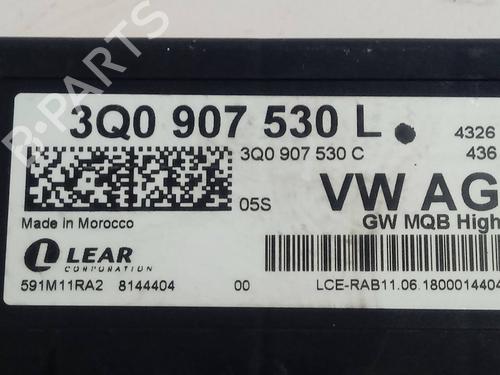 3Q0 907 530 L
4326
3Q0 907 530 C
436
05S
VW AG
Made in Morocco
GW MQB High
LEAR
CORPORATION
591M11RA2 8144404 00 LCE-RAB11.06.1800014404
B-PARTS